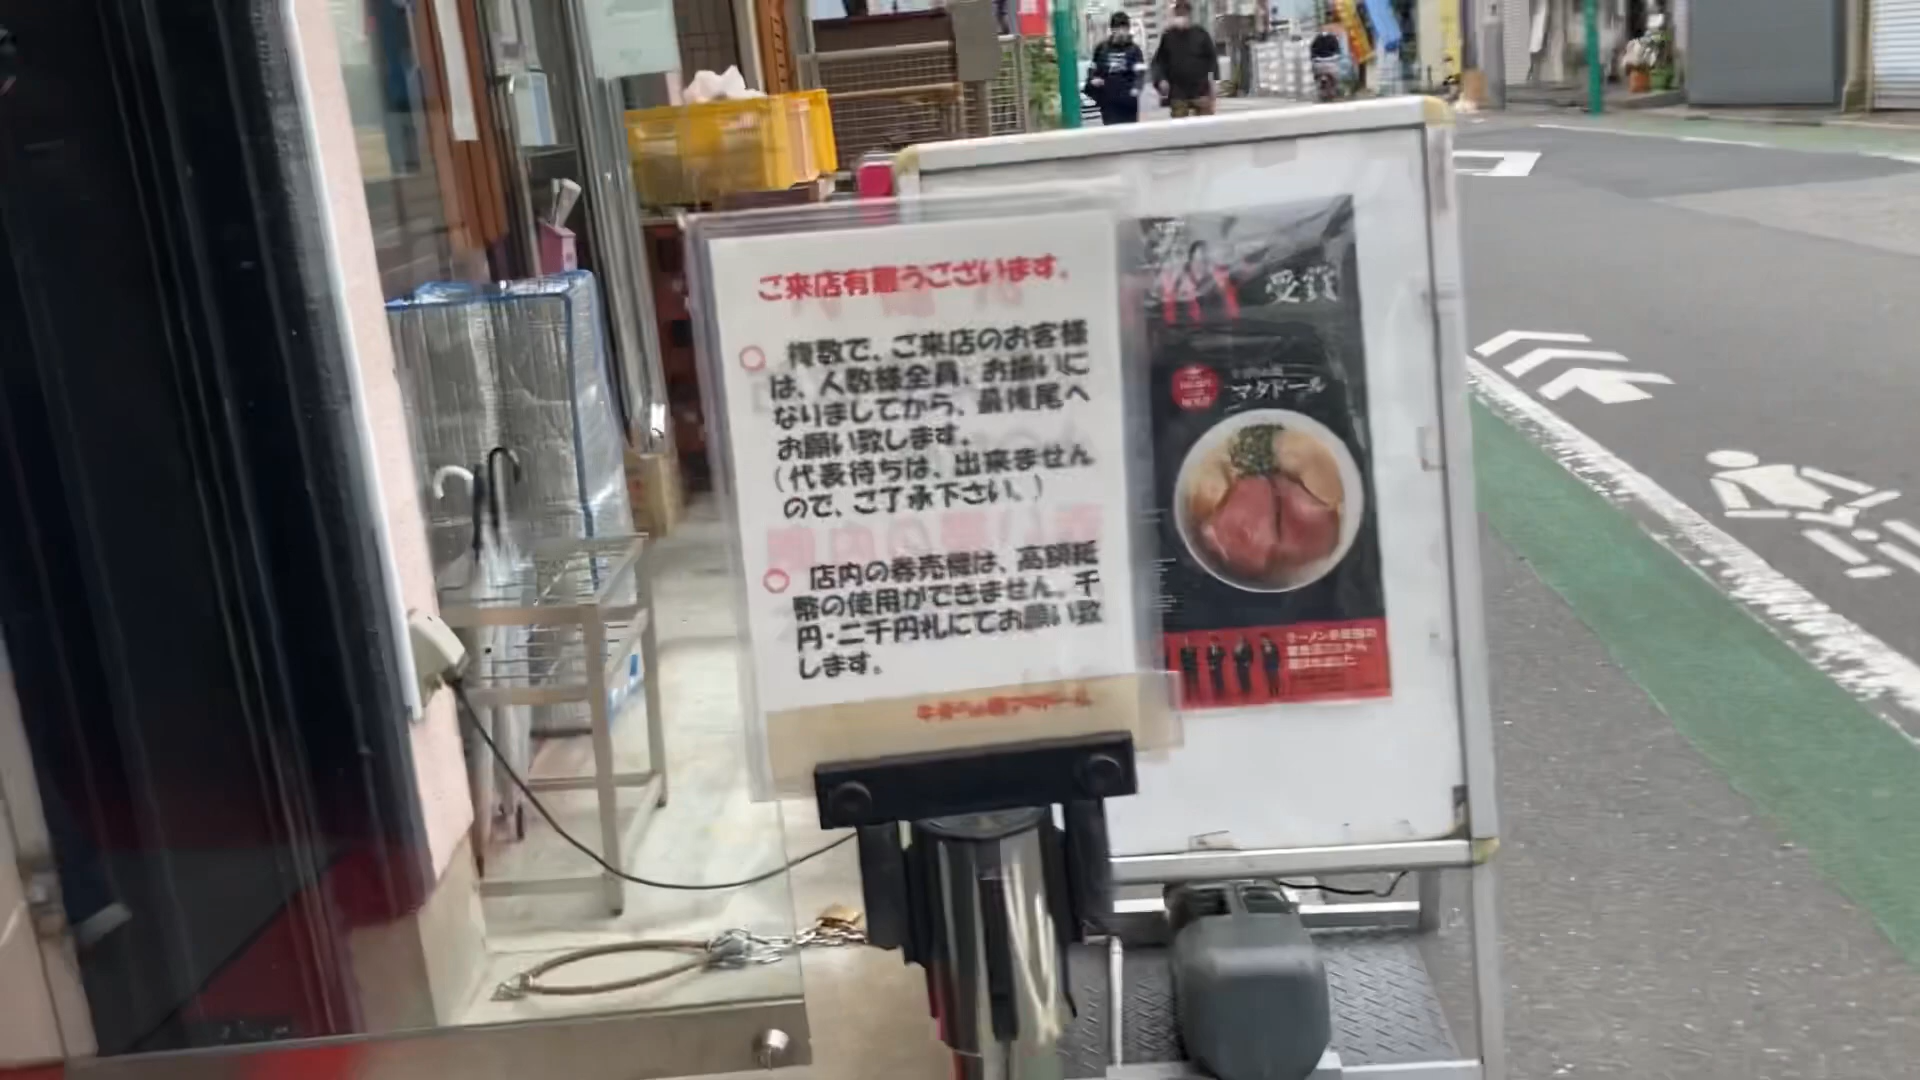 ご来店有難うございます。
○ 複数で、ご来店のお客様
は、人数様全員、お揃いに
なりましてから、最後尾へ
お願い致します。
(代表待ちは、出来ません
ので、ご了承下さい。)
○ 店内の券売機は、高額紙
幣の使用ができません。千
円・二千円札にてお願い致
します。
受賞
マタドール